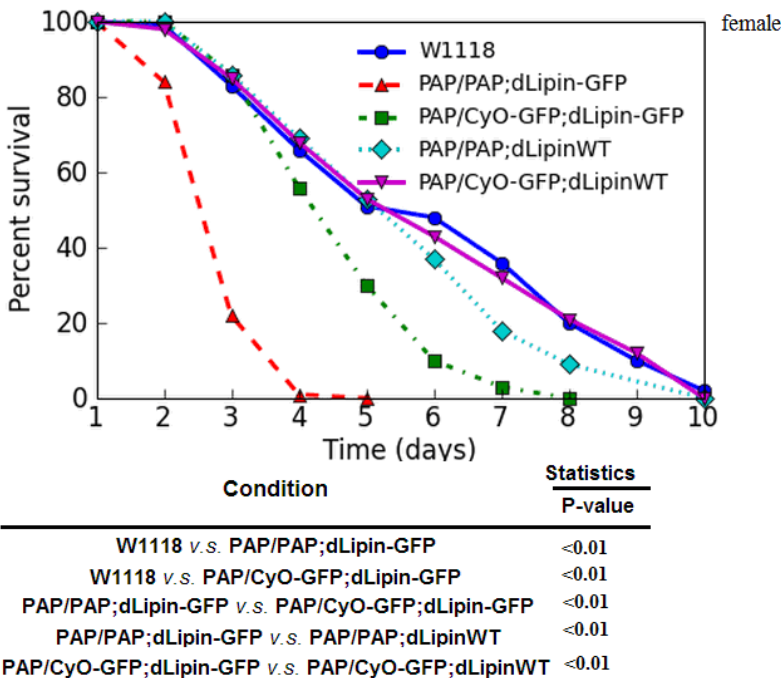 female
100
80
60
40
20
0
Percent survival
W1118
PAP/PAP;dLipin-GFP
PAP/CyO-GFP;dLipin-GFP
PAP/PAP;dLipinWT
PAP/CyO-GFP;dLipinWT
1 2 3 4 5 6 7 8 9 10
Time (days)
Statistics
Condition
P-value
W1118 v.s. PAP/PAP;dLipin-GFP <0.01
W1118 v.s. PAP/CyO-GFP;dLipin-GFP <0.01
PAP/PAP;dLipin-GFP v.s. PAP/CyO-GFP;dLipin-GFP <0.01
PAP/PAP;dLipin-GFP v.s. PAP/PAP;dLipinWT <0.01
PAP/CyO-GFP;dLipin-GFP v.s. PAP/CyO-GFP;dLipinWT <0.01